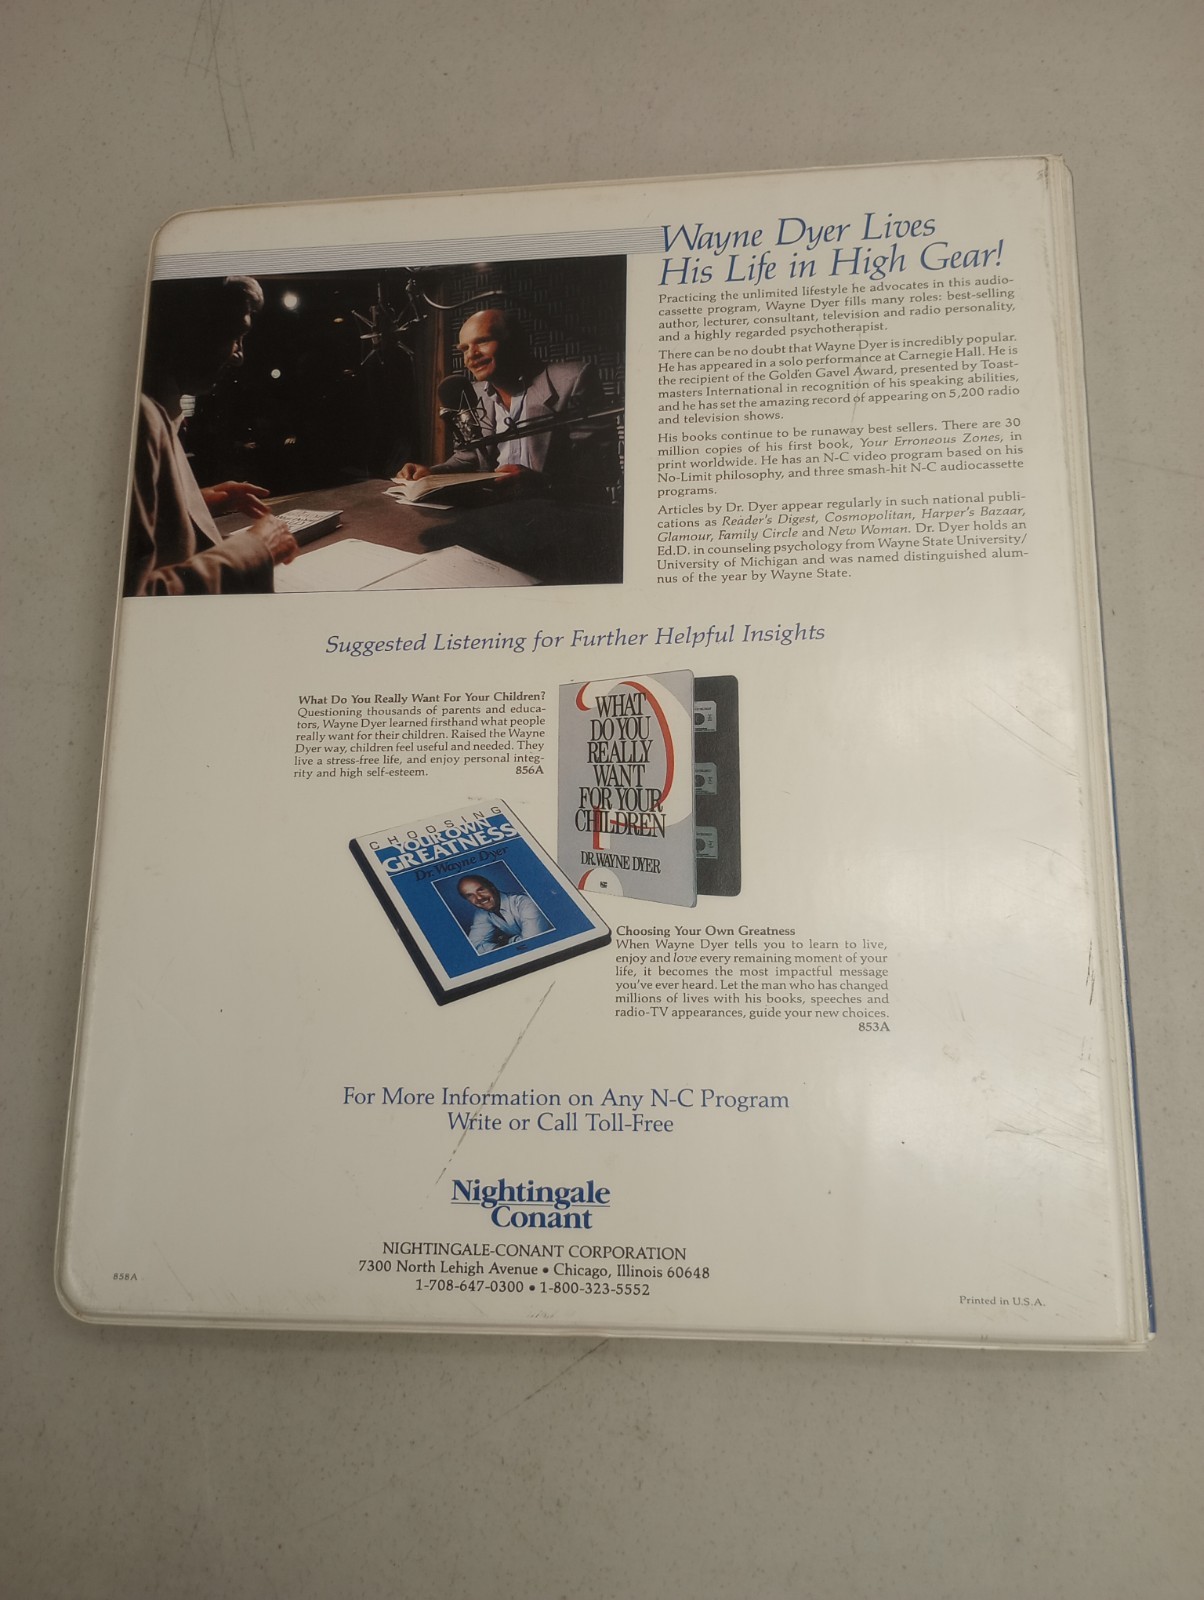 Wayne Dyer Lives
His Life in High Gear!
Practicing the unlimited lifestyle he advocates in this audio-
cassette program, Wayne Dyer fills many roles: best-selling
author, lecturer, consultant, television and radio personality,
and a highly regarded psychotherapist.
There can be no doubt that Wayne Dyer is incredibly popular.
He has appeared in a solo performance at Carnegie Hall. He is
the recipient of the Golden Gavel Award, presented by Toast-
masters International in recognition of his speaking abilities,
and he has set the amazing record of appearing on 5,200 radio
and television shows.
His books continue to be runaway best sellers. There are 30
million copies of his first book, Your Erroneous Zones, in
print worldwide. He has an N-C video program based on his
No-Limit philosophy, and three smash-hit N-C audiocassette
programs.
Articles by Dr. Dyer appear regularly in such national publi-
cations as Reader's Digest, Cosmopolitan, Harper's Bazaar,
Glamour, Family Circle and New Woman. Dr. Dyer holds an
Ed.D. in counseling psychology from Wayne State University/
University of Michigan and was named distinguished alum-
nus of the year by Wayne State.
Suggested Listening for Further Helpful Insights
What Do You Really Want For Your Children?
Questioning thousands of parents and educa-
tors, Wayne Dyer learned firsthand what people
really want for their children. Raised the Wayne
Dyer way, children feel useful and needed. They
live a stress-free life, and enjoy personal integ-
rity and high self-esteem. 856A
WHAT
DO YOU
REALLY
WANT
FOR YOUR
CHILDREN
DR. WAYNE DYER
CHOOSING
YOUR OWN
GREATNESS
Dr. Wayne Dyer
Choosing Your Own Greatness
When Wayne Dyer tells you to learn to live,
enjoy and love every remaining moment of your
life, it becomes the most impactful message
you've ever heard. Let the man who has changed
millions of lives with his books, speeches and
radio-TV appearances, guide your new choices.
853A
For More Information on Any N-C Program
Write or Call Toll-Free
Nightingale
Conant
NIGHTINGALE-CONANT CORPORATION
7300 North Lehigh Avenue • Chicago, Illinois 60648
1-708-647-0300 • 1-800-323-5552
858A
Printed in U.S.A.